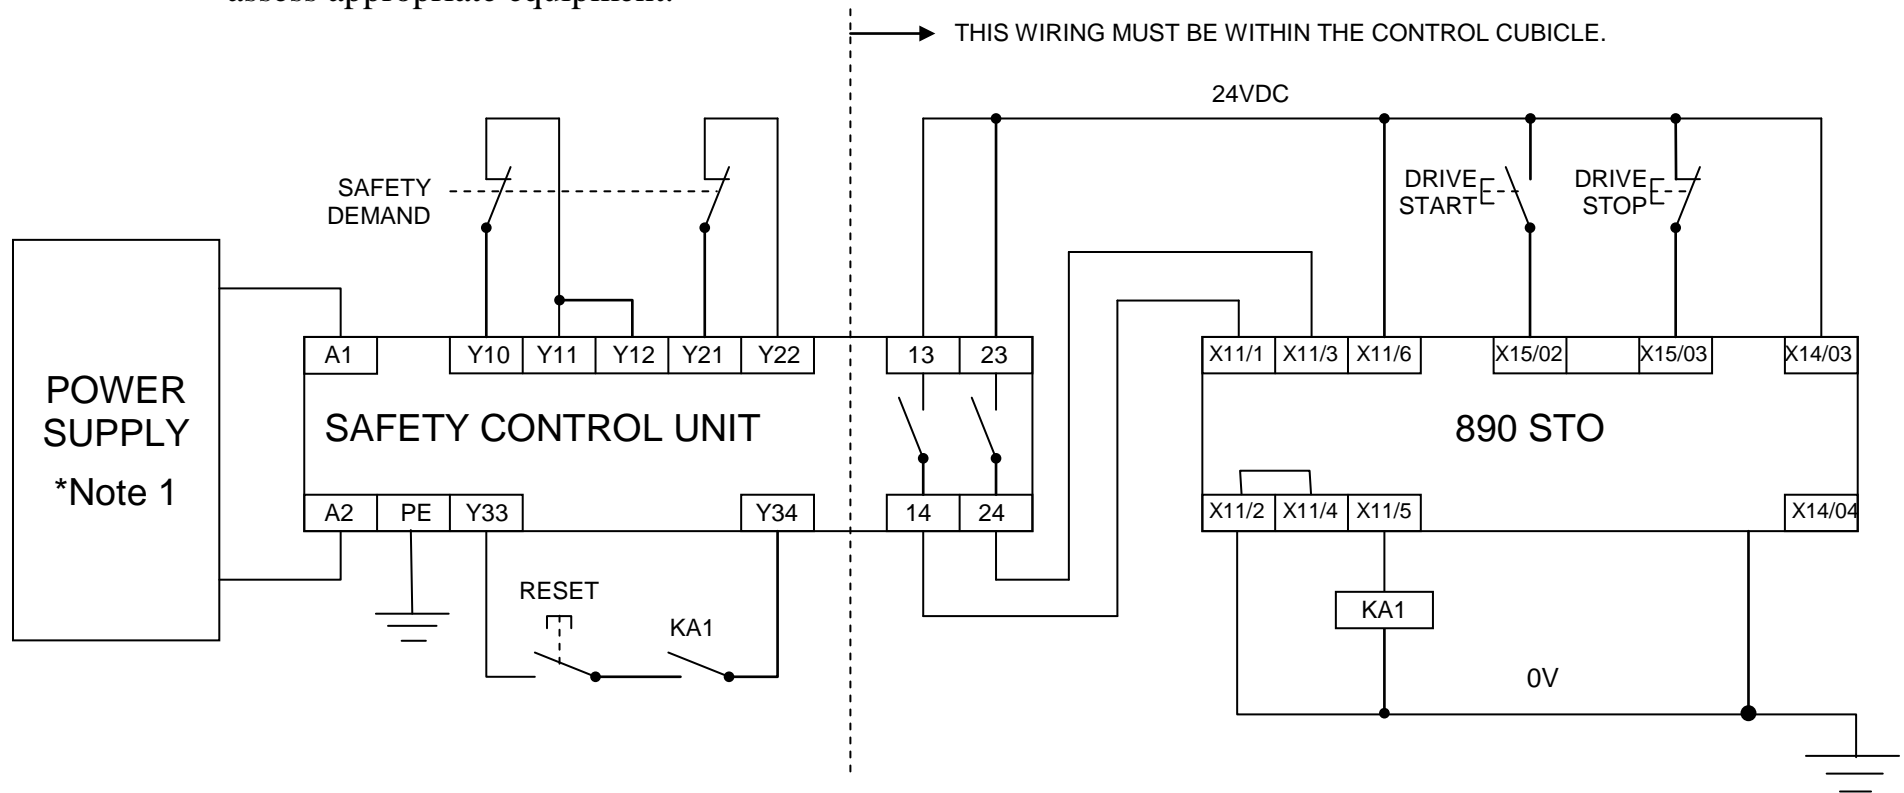 assess appropriate equipment.
THIS WIRING MUST BE WITHIN THE CONTROL CUBICLE.
24VDC
SAFETY
DEMAND
DRIVE
START
DRIVE
STOP
POWER
SUPPLY
*Note 1
A1
Y10
Y11
Y12
Y21
Y22
13
23
X11/1
X11/3
X11/6
X15/02
X15/03
X14/03
SAFETY CONTROL UNIT
890 STO
A2
PE
Y33
Y34
14
24
X11/2
X11/4
X11/5
X14/04
RESET
KA1
KA1
0V